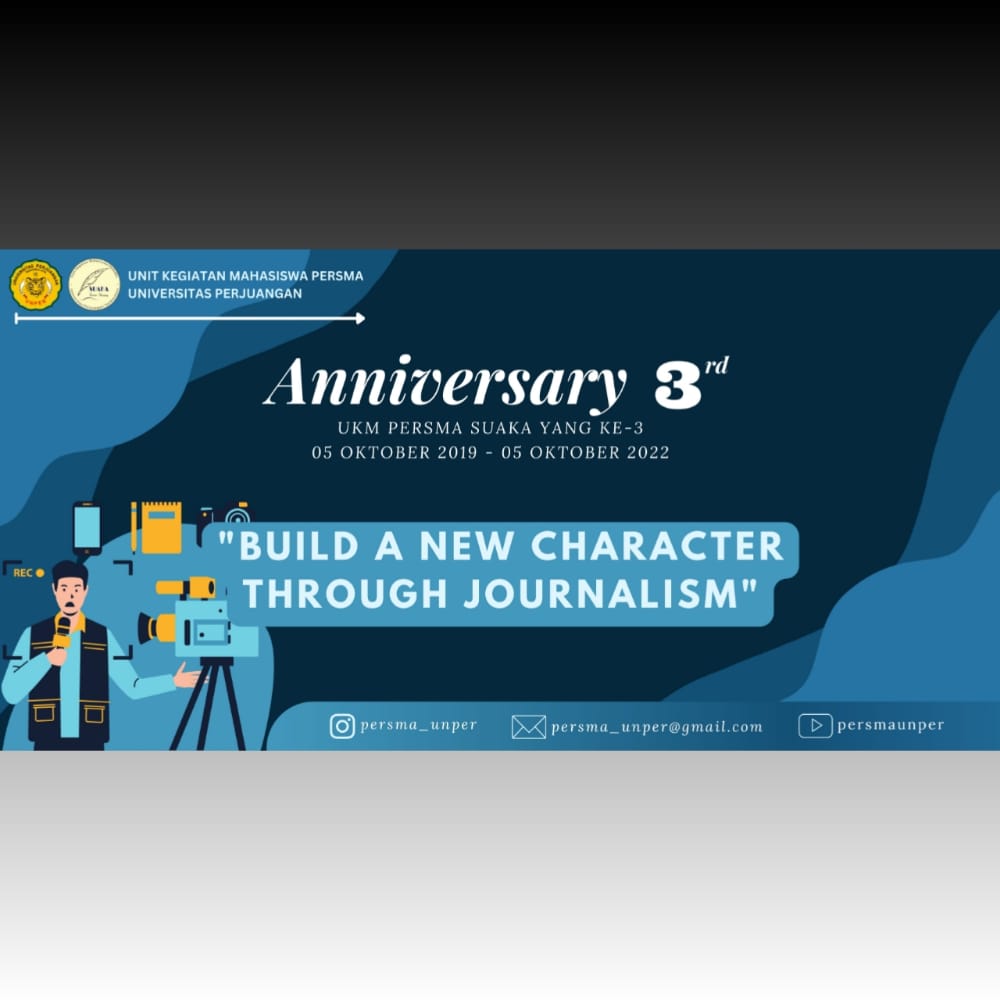 UNIT KEGIATAN MAHASISWA PERSMA
UNIVERSITAS PERJUANGAN
SUAKA
Anniversary 3rd
UKM PERSMA SUAKA YANG KE-3
05 OKTOBER 2019 - 05 OKTOBER 2022
"BUILD A NEW CHARACTER
THROUGH JOURNALISM"
REC
persma_unper
persma_unper@gmail.com
persmaunper